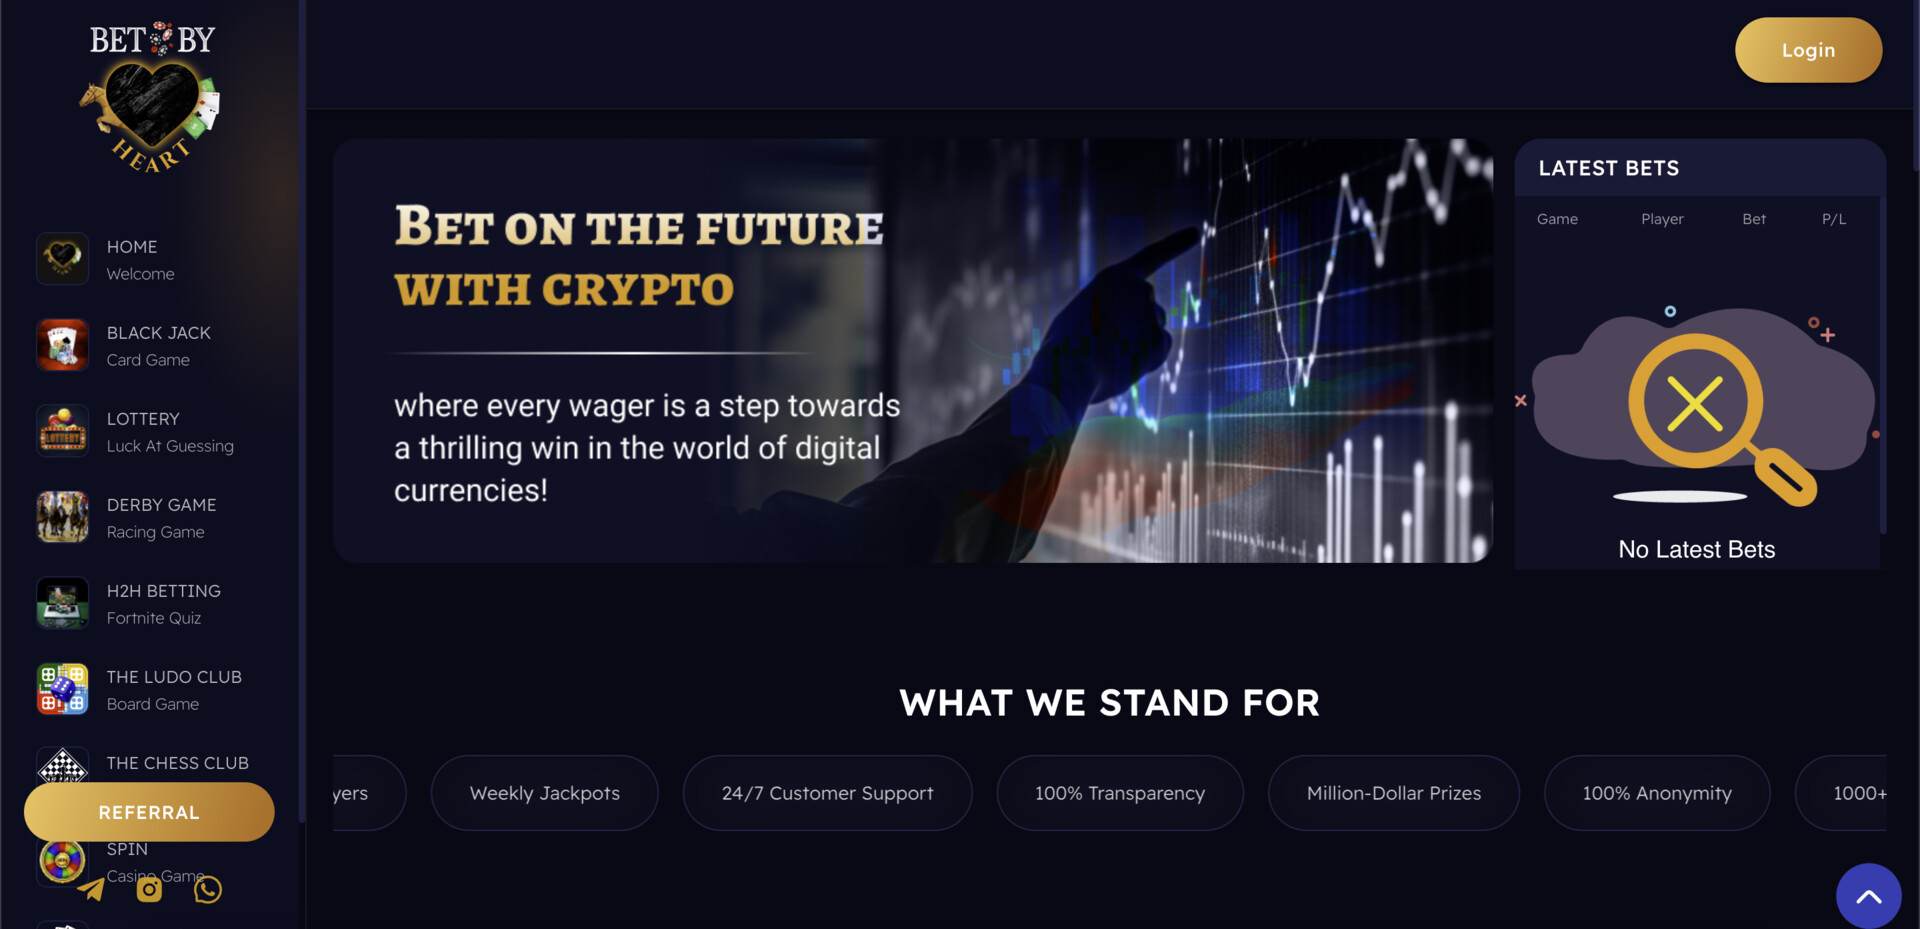 BET BY
HEART
HOME
Welcome
BLACK JACK
Card Game
LOTTERY
Luck At Guessing
DERBY GAME
Racing Game
H2H BETTING
Fortnite Quiz
THE LUDO CLUB
Board Game
THE CHESS CLUB
REFERRAL
SPIN
Casino Game
Login
BET ON THE FUTURE
WITH CRYPTO
where every wager is a step towards
a thrilling win in the world of digital
currencies!
LATEST BETS
Game Player Bet P/L
No Latest Bets
WHAT WE STAND FOR
yers Weekly Jackpots 24/7 Customer Support 100% Transparency Million-Dollar Prizes 100% Anonymity 1000+